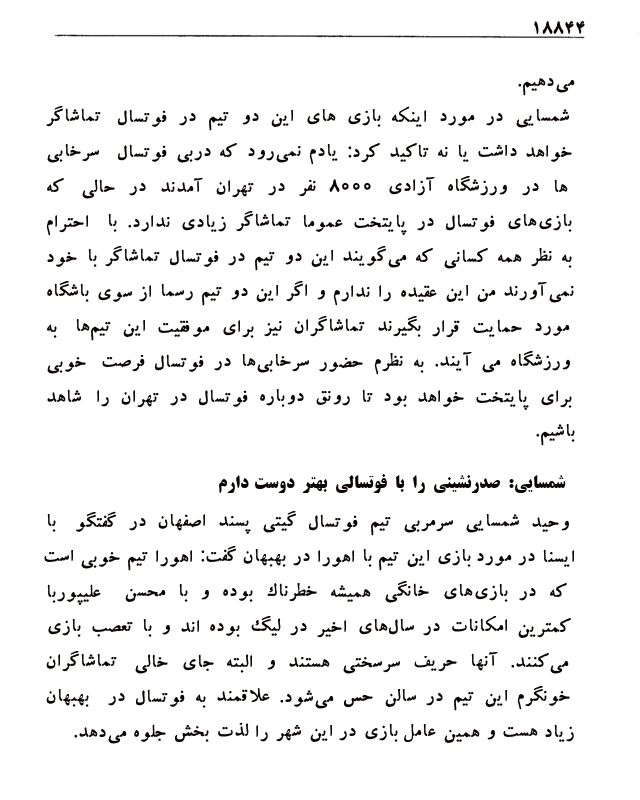 ۱۸۸۴۴
می‌دهیم.
شمسایی در مورد اینکه بازی های این دو تیم در فوتسال تماشاگر
خواهد داشت یا نه تاکید کرد: یادم نمی‌رود که دربی فوتسال سرخابی
ها در ورزشگاه آزادی ۸۰۰۰ نفر در تهران آمدند در حالی که
بازی‌های فوتسال در پایتخت عموما تماشاگر زیادی ندارد. با احترام
به نظر همه کسانی که می‌گویند این دو تیم در فوتسال تماشاگر با خود
نمی‌آورند من این عقیده را ندارم و اگر این دو تیم رسما از سوی باشگاه
مورد حمایت قرار بگیرند تماشاگران نیز برای موفقیت این تیم‌ها به
ورزشگاه می آیند. به نظرم حضور سرخابی‌ها در فوتسال فرصت خوبی
برای پایتخت خواهد بود تا رونق دوباره فوتسال در تهران را شاهد
باشیم.
شمسایی: صدرنشینی را با فوتسالی بهتر دوست دارم
وحید شمسایی سرمربی تیم فوتسال گیتی پسند اصفهان در گفتگو با
ایسنا در مورد بازی این تیم با اهورا در بهبهان گفت: اهورا تیم خوبی است
که در بازی‌های خانگی همیشه خطرناك بوده و با محسن علیپوربا
کمترین امکانات در سال‌های اخیر در لیگ بوده اند و با تعصب بازی
می‌کنند. آنها حریف سرسختی هستند و البته جای خالی تماشاگران
خونگرم این تیم در سالن حس می‌شود. علاقمند به فوتسال در بهبهان
زیاد هست و همین عامل بازی در این شهر را لذت بخش جلوه می‌دهد.